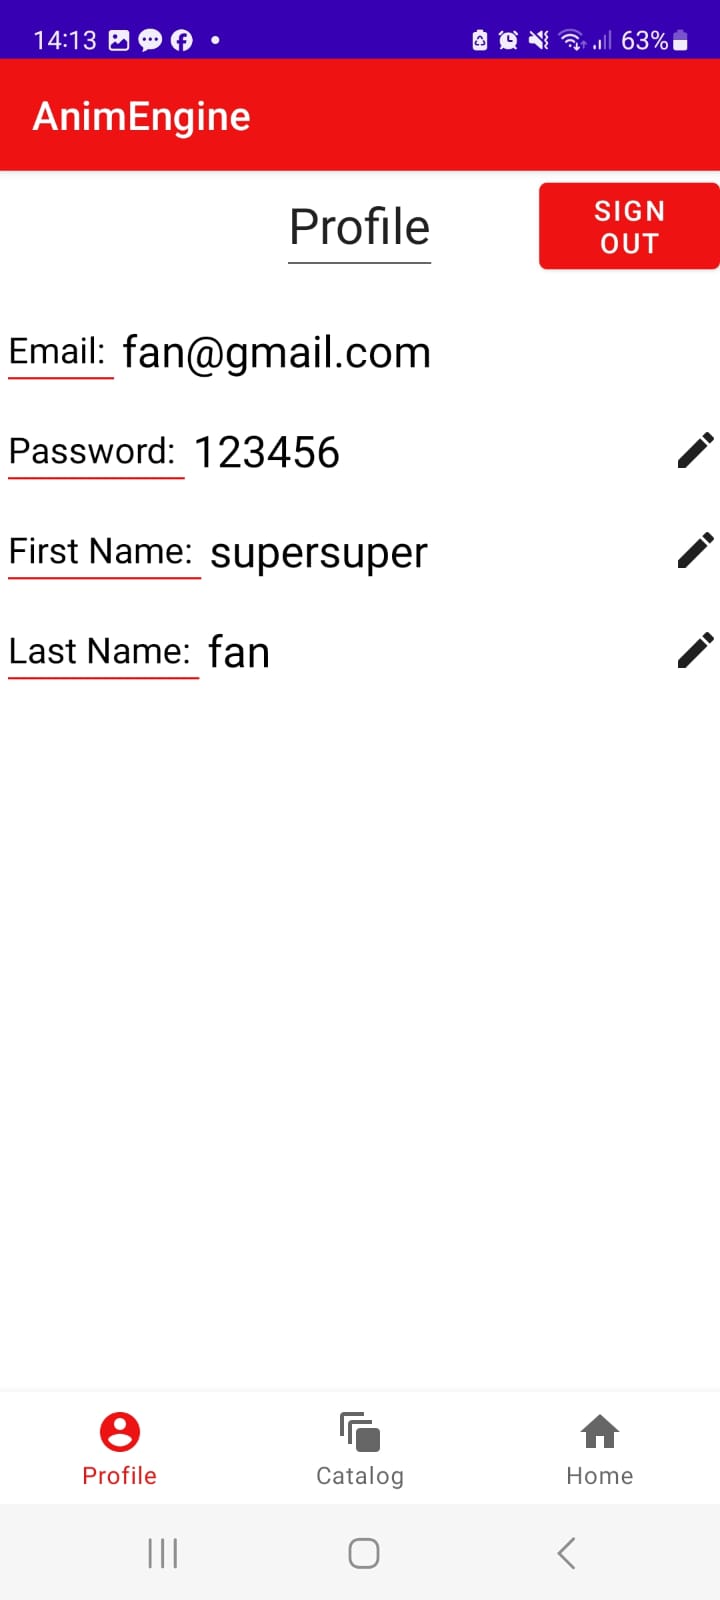 14:13 63%
AnimEngine
Profile
SIGN
OUT
Email: fan@gmail.com
Password: 123456
First Name: supersuper
Last Name: fan
Profile Catalog Home